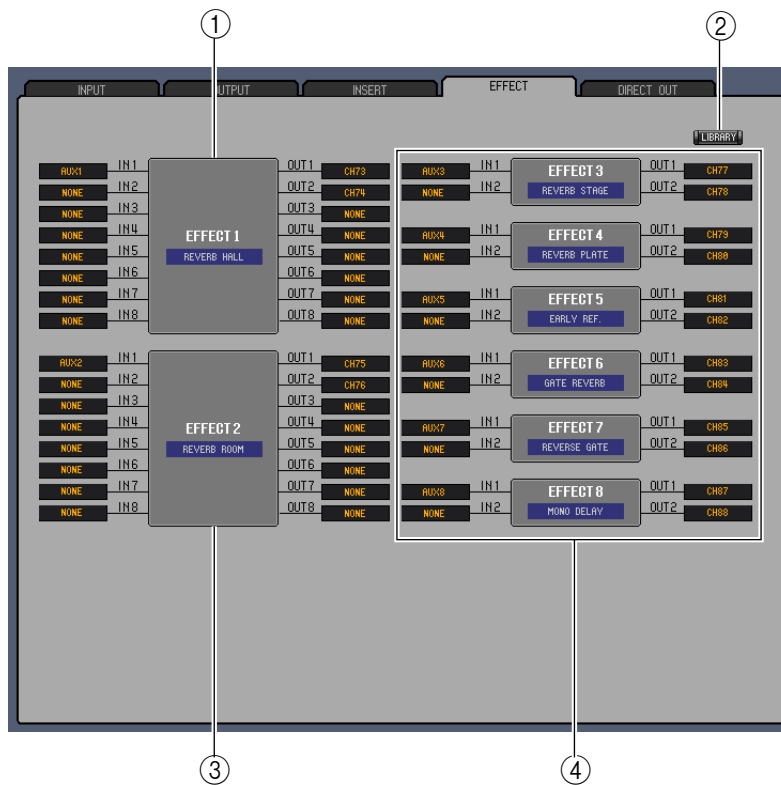 ① ②
INPUT OUTPUT INSERT EFFECT DIRECT OUT
LIBRARY
AUX1 IN1 OUT1 CH73
NONE IN2 OUT2 CH74
NONE IN3 OUT3 NONE
NONE IN4 OUT4 NONE
EFFECT 1
NONE IN5 REVERB HALL OUT5 NONE
NONE IN6 OUT6 NONE
NONE IN7 OUT7 NONE
NONE IN8 OUT8 NONE
AUX2 IN1 OUT1 CH75
NONE IN2 OUT2 CH76
NONE IN3 OUT3 NONE
NONE IN4 OUT4 NONE
EFFECT 2
NONE IN5 REVERB ROOM OUT5 NONE
NONE IN6 OUT6 NONE
NONE IN7 OUT7 NONE
NONE IN8 OUT8 NONE
AUX3 IN1 EFFECT 3 OUT1 CH77
NONE IN2 REVERB STAGE OUT2 CH78
AUX4 IN1 EFFECT 4 OUT1 CH79
NONE IN2 REVERB PLATE OUT2 CH80
AUX5 IN1 EFFECT 5 OUT1 CH81
NONE IN2 EARLY REF. OUT2 CH82
AUX6 IN1 EFFECT 6 OUT1 CH83
NONE IN2 GATE REVERB OUT2 CH84
AUX7 IN1 EFFECT 7 OUT1 CH85
NONE IN2 REVERSE GATE OUT2 CH86
AUX8 IN1 EFFECT 8 OUT1 CH87
NONE IN2 MONO DELAY OUT2 CH88
③ ④